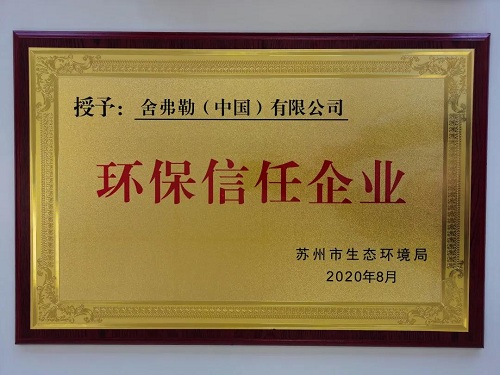 授予：舍弗勒（中国）有限公司
环保信任企业
苏州市生态环境局
2020年8月